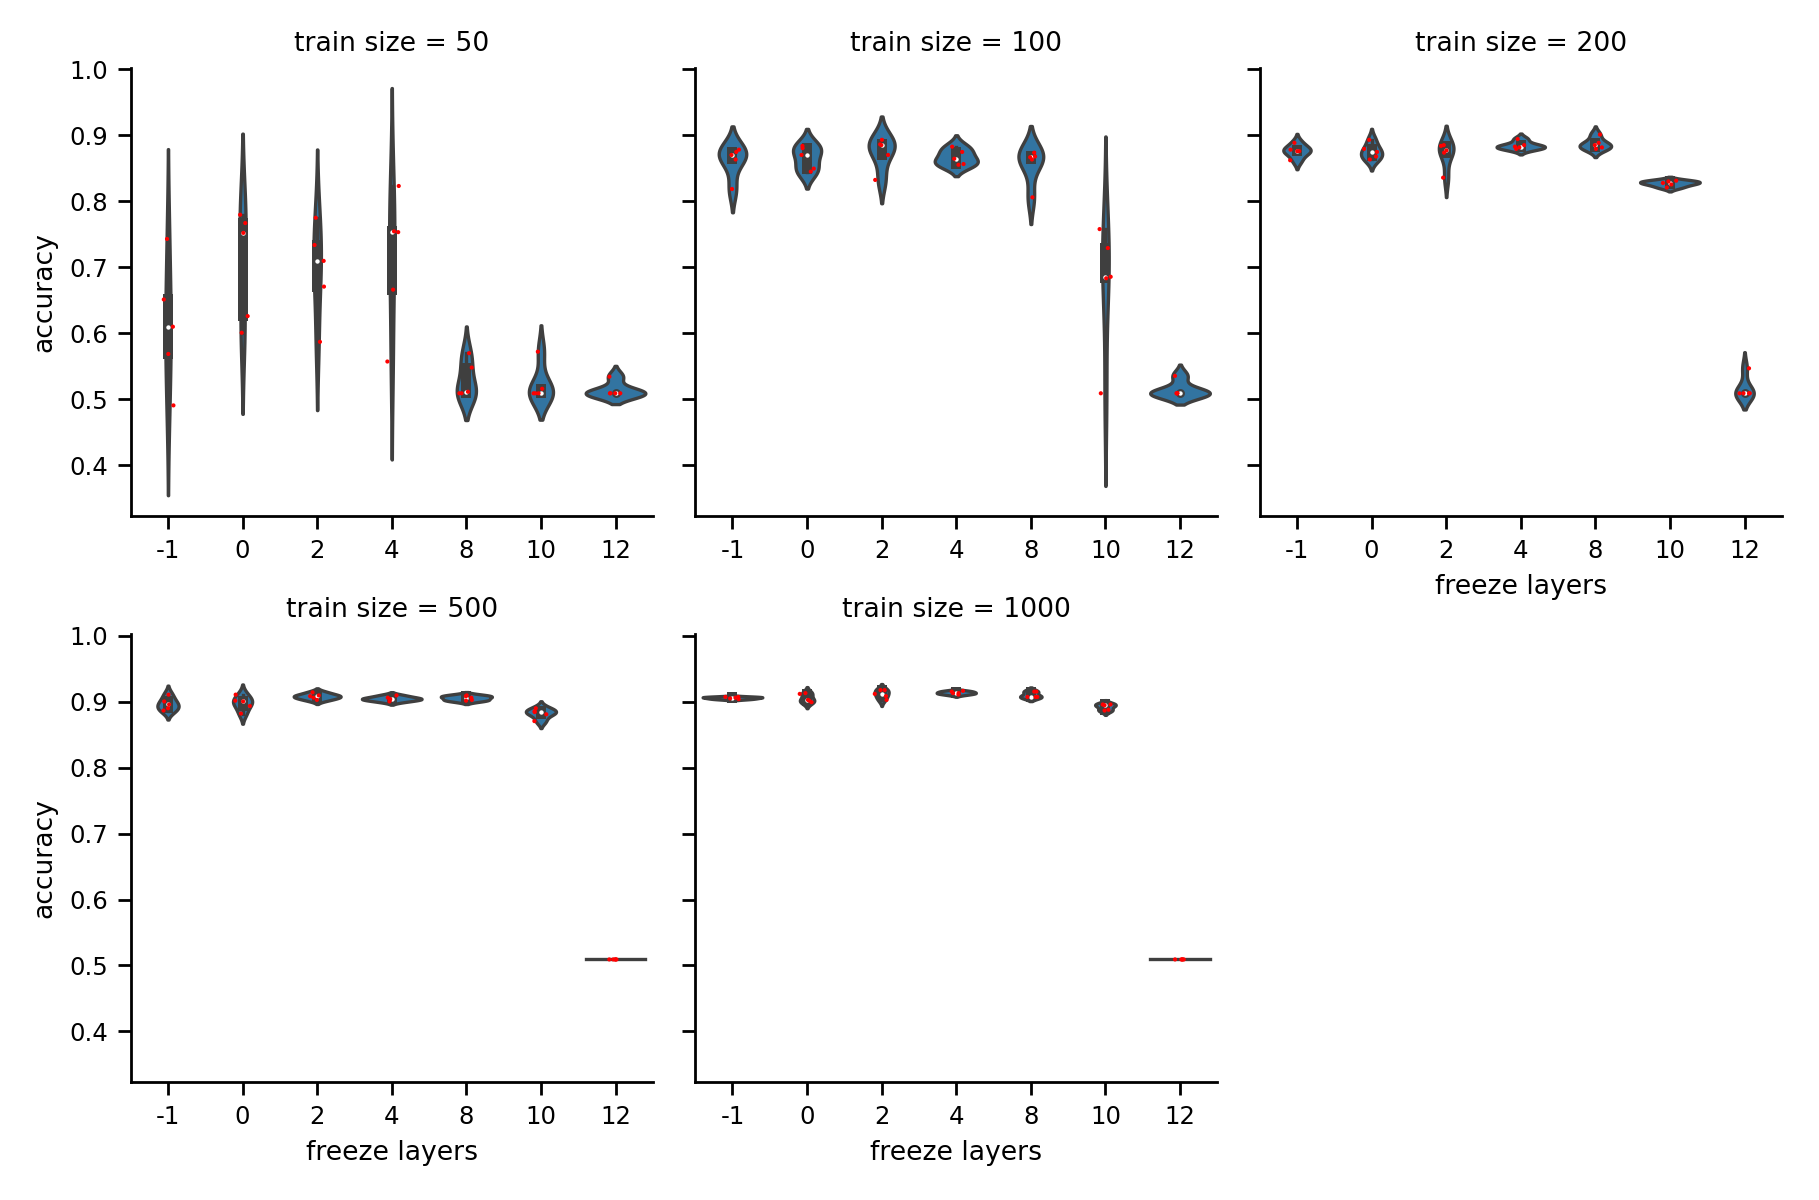 train size = 50
train size = 100
train size = 200
accuracy
1.0
0.9
0.8
0.7
0.6
0.5
0.4
-1 0 2 4 8 10 12
-1 0 2 4 8 10 12
-1 0 2 4 8 10 12
freeze layers
train size = 500
train size = 1000
accuracy
1.0
0.9
0.8
0.7
0.6
0.5
0.4
-1 0 2 4 8 10 12
-1 0 2 4 8 10 12
freeze layers
freeze layers